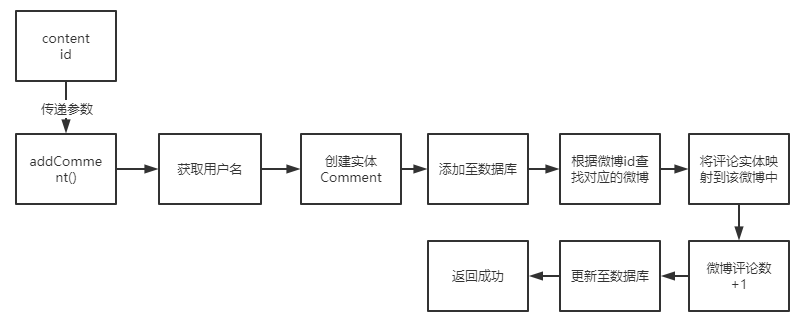 content
id
传递参数
addComme
nt()
获取用户名
创建实体
Comment
添加至数据库
根据微博id查
找对应的微博
将评论实体映
射到该微博中
微博评论数
+1
更新至数据库
返回成功